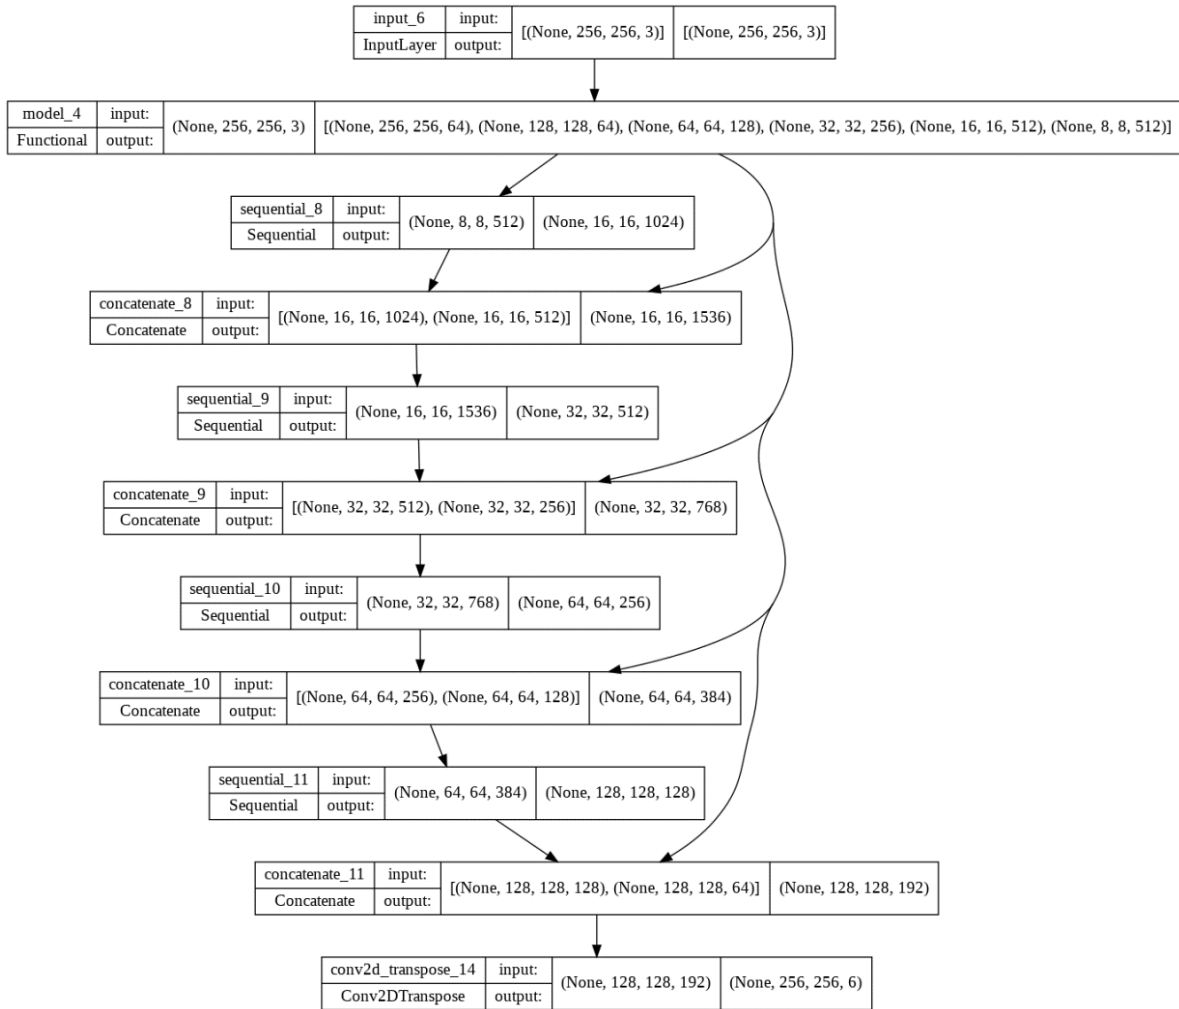 input_6 input: [(None, 256, 256, 3)] [(None, 256, 256, 3)]
InputLayer output:
model_4 input: (None, 256, 256, 3) [(None, 256, 256, 64), (None, 128, 128, 64), (None, 64, 64, 128), (None, 32, 32, 256), (None, 16, 16, 512), (None, 8, 8, 512)]
Functional output:
sequential_8 input: (None, 8, 8, 512) (None, 16, 16, 1024)
Sequential output:
concatenate_8 input: [(None, 16, 16, 1024), (None, 16, 16, 512)] (None, 16, 16, 1536)
Concatenate output:
sequential_9 input: (None, 16, 16, 1536) (None, 32, 32, 512)
Sequential output:
concatenate_9 input: [(None, 32, 32, 512), (None, 32, 32, 256)] (None, 32, 32, 768)
Concatenate output:
sequential_10 input: (None, 32, 32, 768) (None, 64, 64, 256)
Sequential output:
concatenate_10 input: [(None, 64, 64, 256), (None, 64, 64, 128)] (None, 64, 64, 384)
Concatenate output:
sequential_11 input: (None, 64, 64, 384) (None, 128, 128, 128)
Sequential output:
concatenate_11 input: [(None, 128, 128, 128), (None, 128, 128, 64)] (None, 128, 128, 192)
Concatenate output:
conv2d_transpose_14 input: (None, 128, 128, 192) (None, 256, 256, 6)
Conv2DTranspose output: